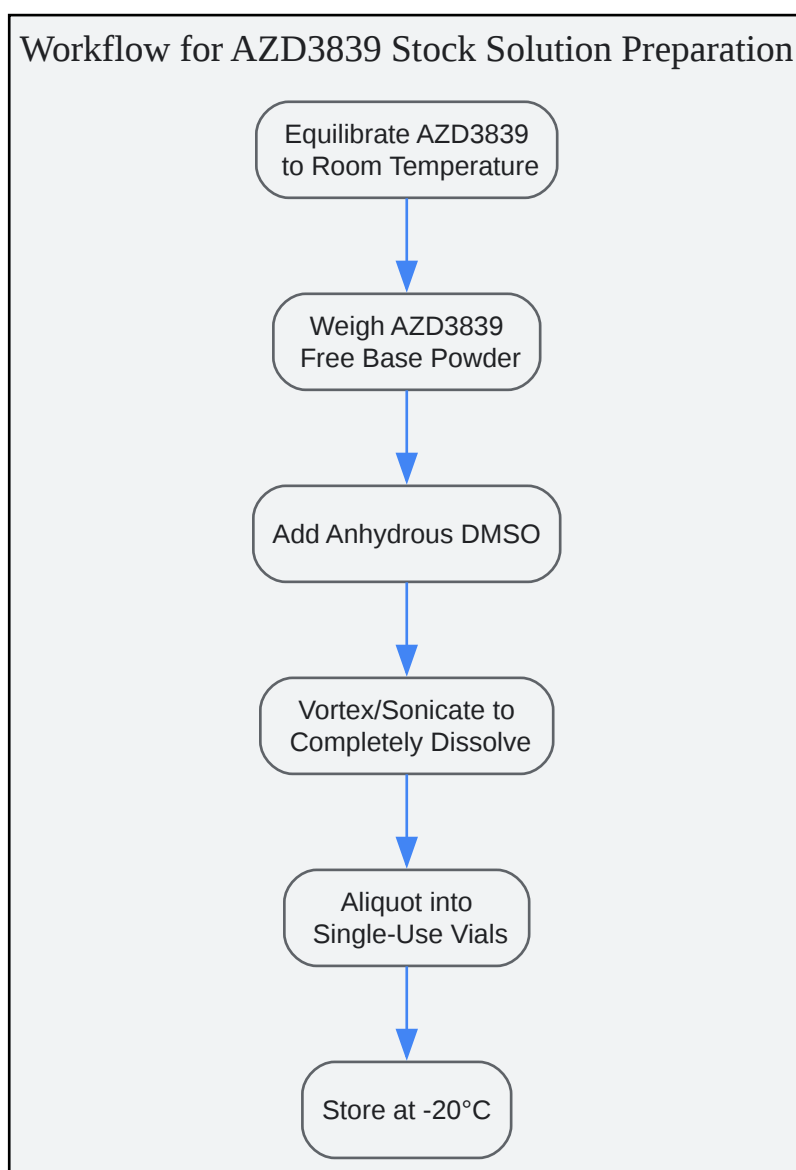 Workflow for AZD3839 Stock Solution Preparation
Equilibrate AZD3839
to Room Temperature
Weigh AZD3839
Free Base Powder
Add Anhydrous DMSO
Vortex/Sonicate to
Completely Dissolve
Aliquot into
Single-Use Vials
Store at -20°C